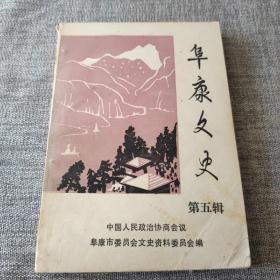 阜康文史
第五辑
中国人民政治协商会议
阜康市委员会文史资料委员会编